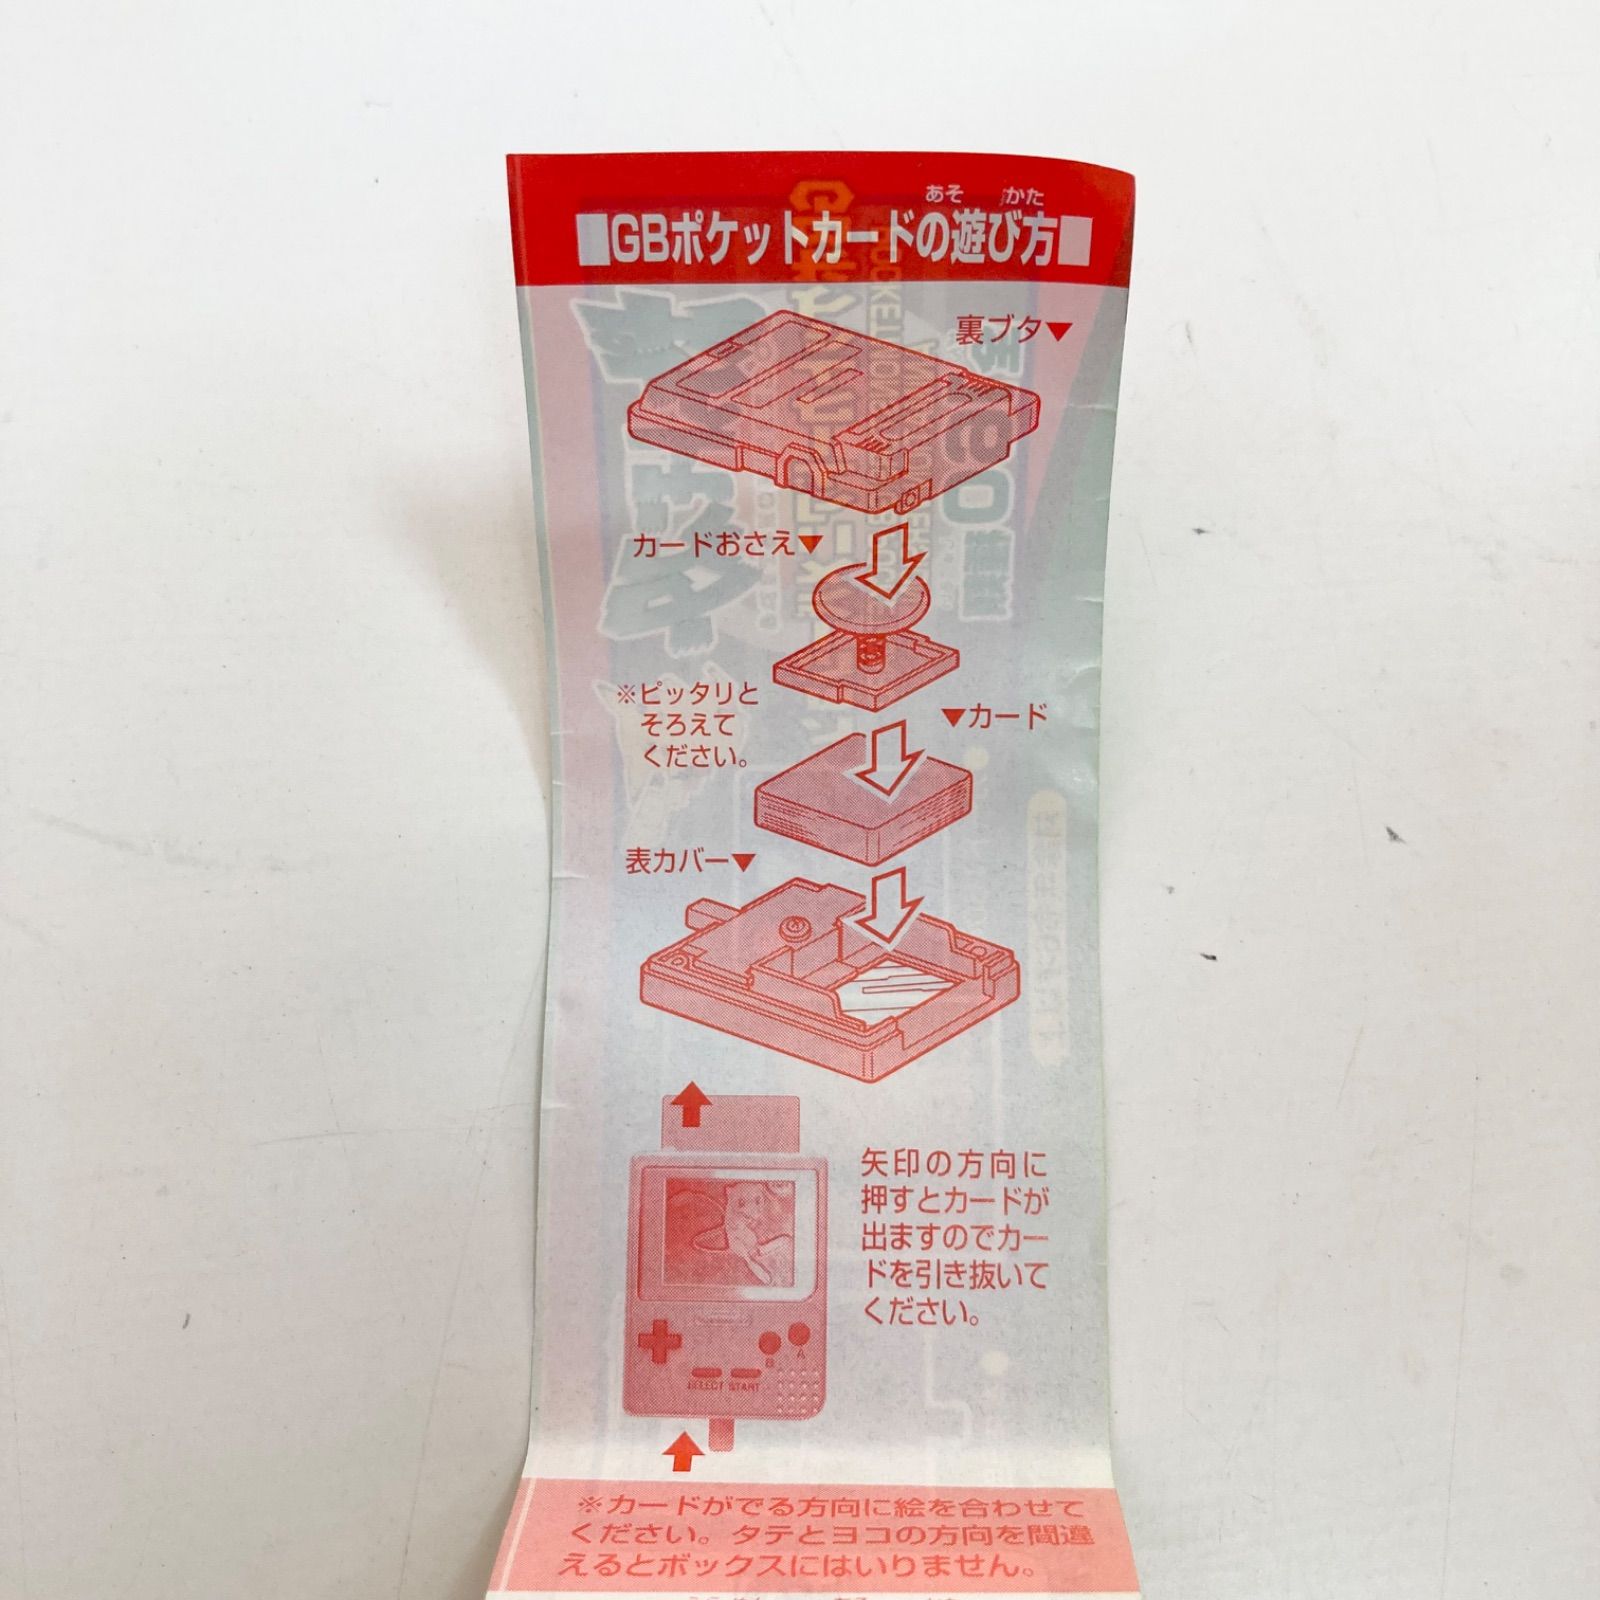 あそ かた
■GBポケットカードの遊び方■
裏ブタ▼
カードおさえ▼
※ピッタリと
そろえて
ください。
▼カード
表カバー▼
矢印の方向に
押すとカードが
出ますのでカー
ドを引き抜いて
ください。
B A
SELECT START
※カードがでる方向に絵を合わせて
ください。タテとヨコの方向を間違
えるとボックスにはいりません。